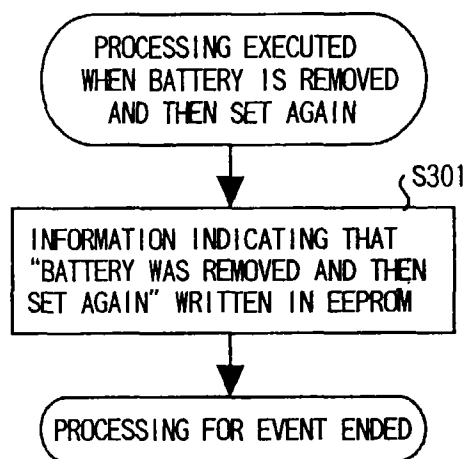 PROCESSING EXECUTED
WHEN BATTERY IS REMOVED
AND THEN SET AGAIN
S301
INFORMATION INDICATING THAT
"BATTERY WAS REMOVED AND THEN
SET AGAIN" WRITTEN IN EEPROM
PROCESSING FOR EVENT ENDED